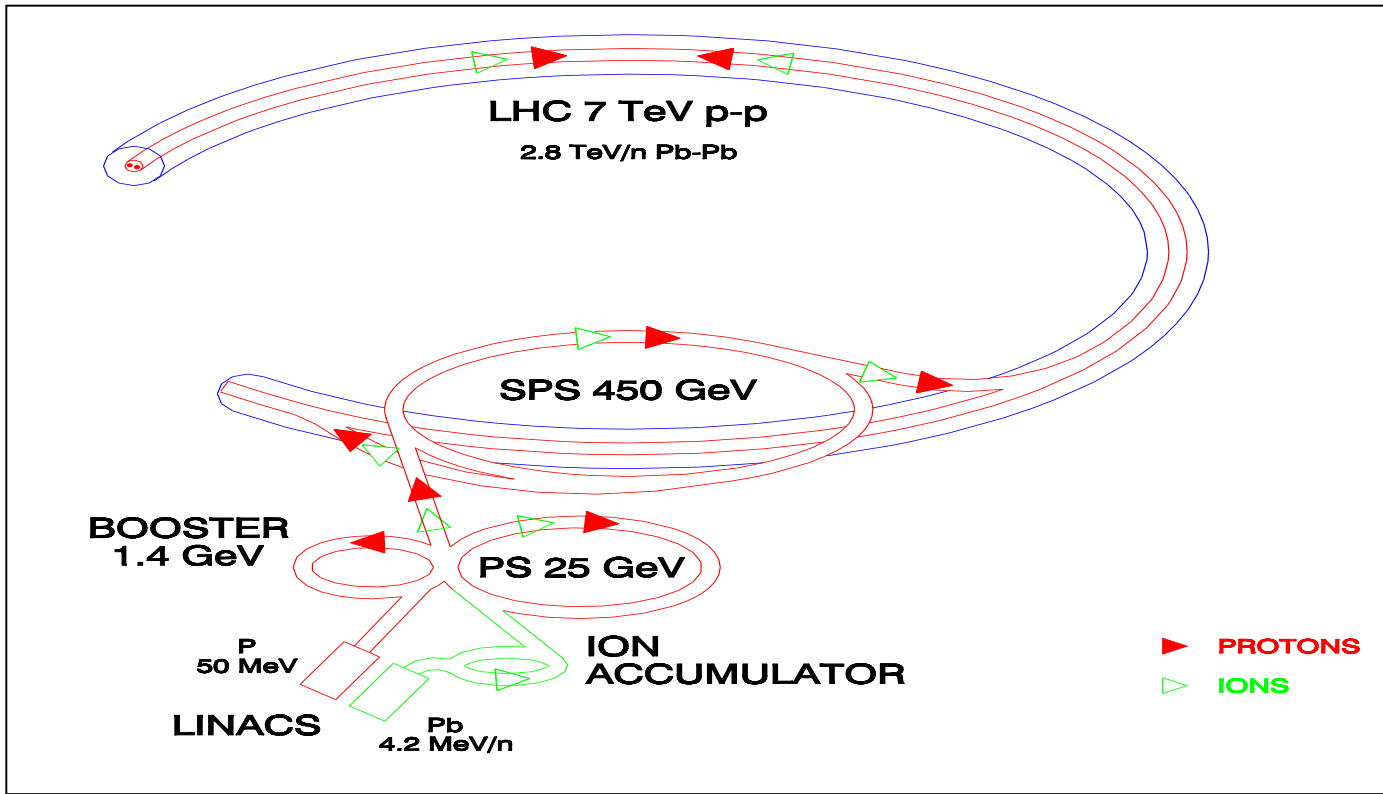 LHC 7 TeV p-p
2.8 TeV/n Pb-Pb
SPS 450 GeV
BOOSTER
1.4 GeV
PS 25 GeV
P
50 MeV
ION
ACCUMULATOR
LINACS
Pb
4.2 MeV/n
PROTONS
IONS